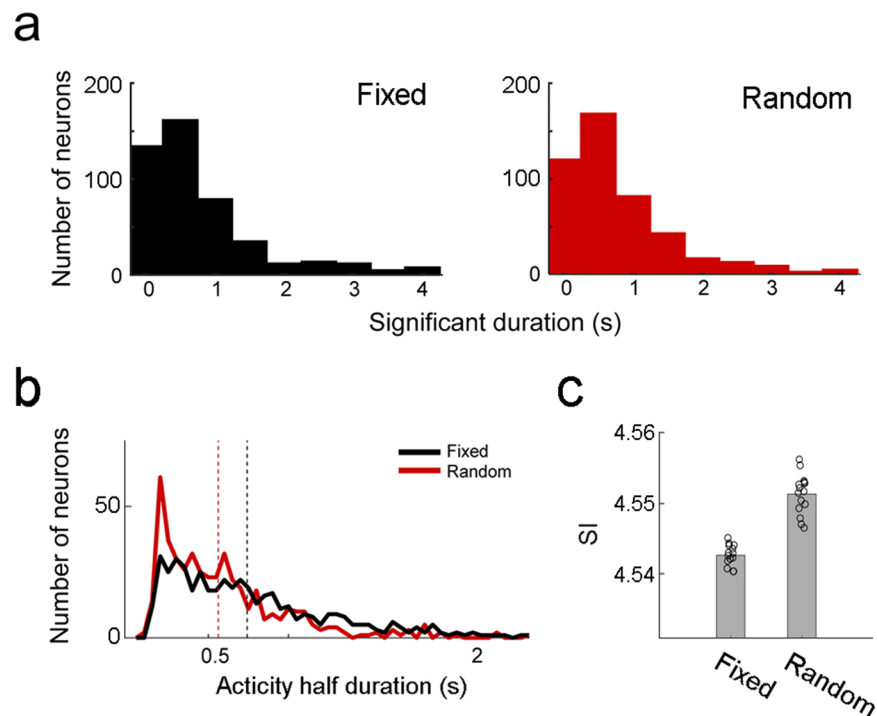 a
Fixed
Random
Number of neurons
200
100
0
0 1 2 3 4
200
100
0
0 1 2 3 4
Significant duration (s)
b
Number of neurons
50
0
0.5 2
Fixed
Random
Acticity half duration (s)
c
SI
4.56
4.55
4.54
Fixed
Random